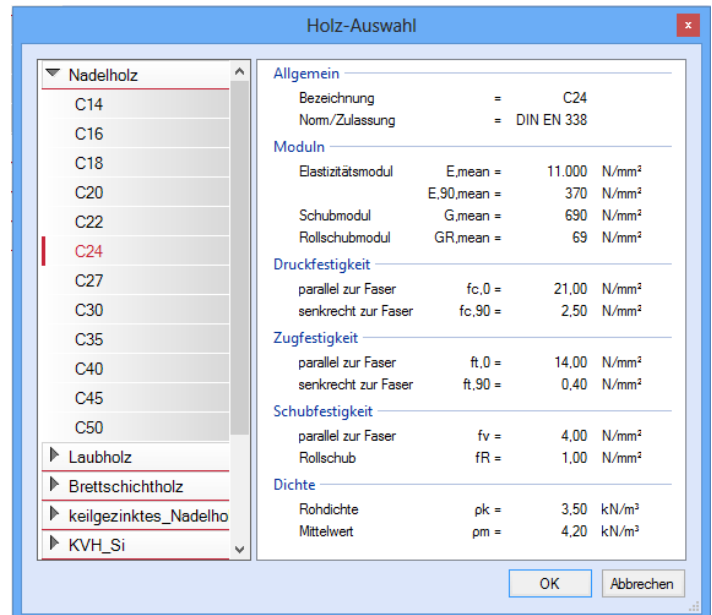 Holz-Auswahl
x
Nadelholz
C14
C16
C18
C20
C22
C24
C27
C30
C35
C40
C45
C50
Laubholz
Brettschichtholz
keilgezinktes_Nadelho
KVH_Si
Allgemein
Bezeichnung = C24
Norm/Zulassung = DIN EN 338
Moduln
Elastizitätsmodul E,mean = 11.000 N/mm²
E,90,mean = 370 N/mm²
Schubmodul G,mean = 690 N/mm²
Rollschubmodul GR,mean = 69 N/mm²
Druckfestigkeit
parallel zur Faser fc,0 = 21,00 N/mm²
senkrecht zur Faser fc,90 = 2,50 N/mm²
Zugfestigkeit
parallel zur Faser ft,0 = 14,00 N/mm²
senkrecht zur Faser ft,90 = 0,40 N/mm²
Schubfestigkeit
parallel zur Faser fv = 4,00 N/mm²
Rollschub fR = 1,00 N/mm²
Dichte
Rohdichte ρk = 3,50 kN/m³
Mittelwert ρm = 4,20 kN/m³
OK Abbrechen